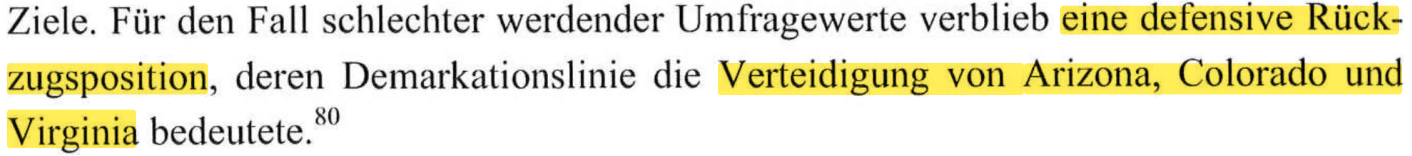 Ziele. Für den Fall schlechter werdender Umfragewerte verblieb eine defensive Rück-
zugsposition, deren Demarkationslinie die Verteidigung von Arizona, Colorado und
Virginia bedeutete.80